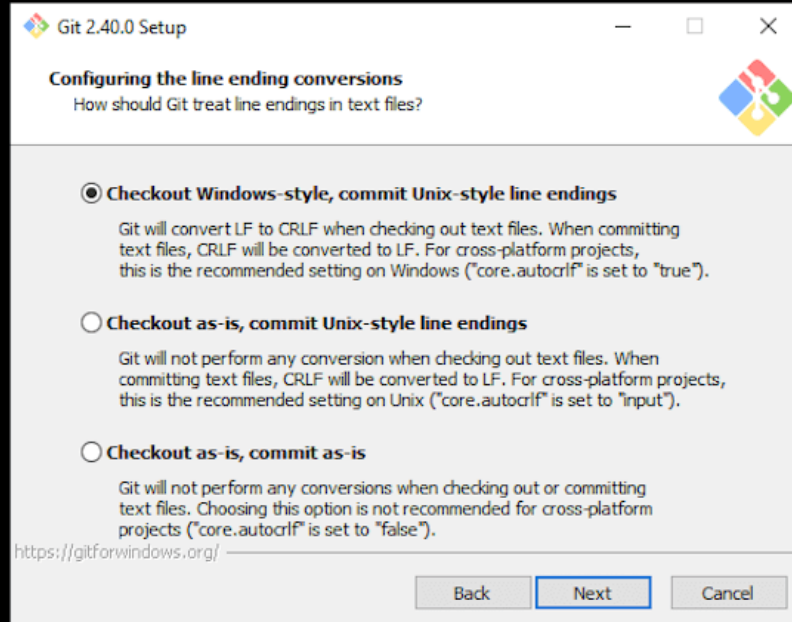 Git 2.40.0 Setup
Configuring the line ending conversions
How should Git treat line endings in text files?
Checkout Windows-style, commit Unix-style line endings
Git will convert LF to CRLF when checking out text files. When committing
text files, CRLF will be converted to LF. For cross-platform projects,
this is the recommended setting on Windows ("core.autocrlf" is set to "true").
Checkout as-is, commit Unix-style line endings
Git will not perform any conversion when checking out text files. When
committing text files, CRLF will be converted to LF. For cross-platform projects,
this is the recommended setting on Unix ("core.autocrlf" is set to "input").
Checkout as-is, commit as-is
Git will not perform any conversions when checking out or committing
text files. Choosing this option is not recommended for cross-platform
projects ("core.autocrlf" is set to "false").
https://gitforwindows.org/
Back Next Cancel